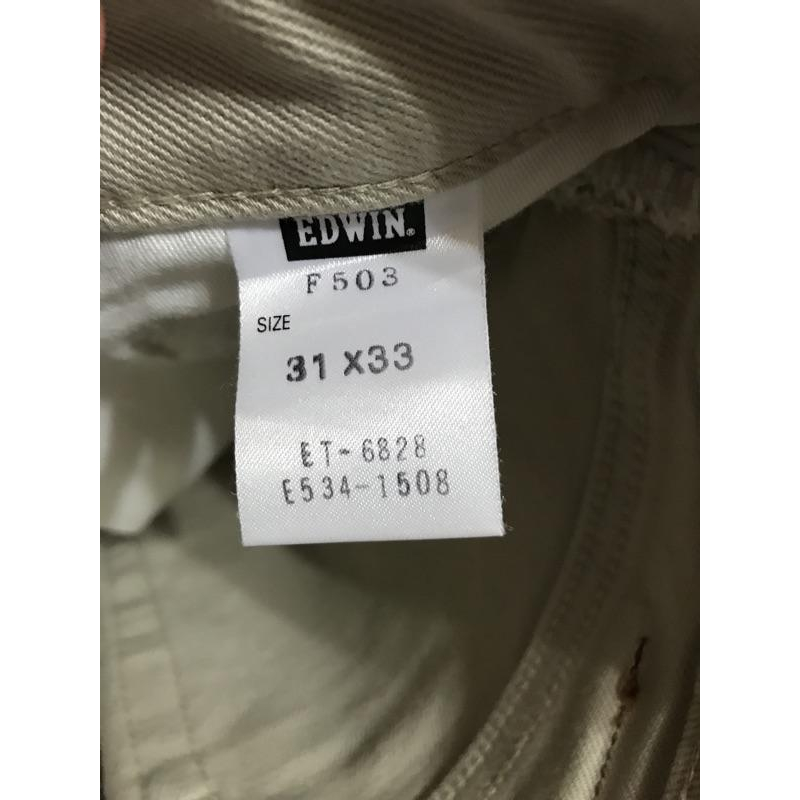 EDWIN®
F503
SIZE
31 X33
ET-6828
E534-1508